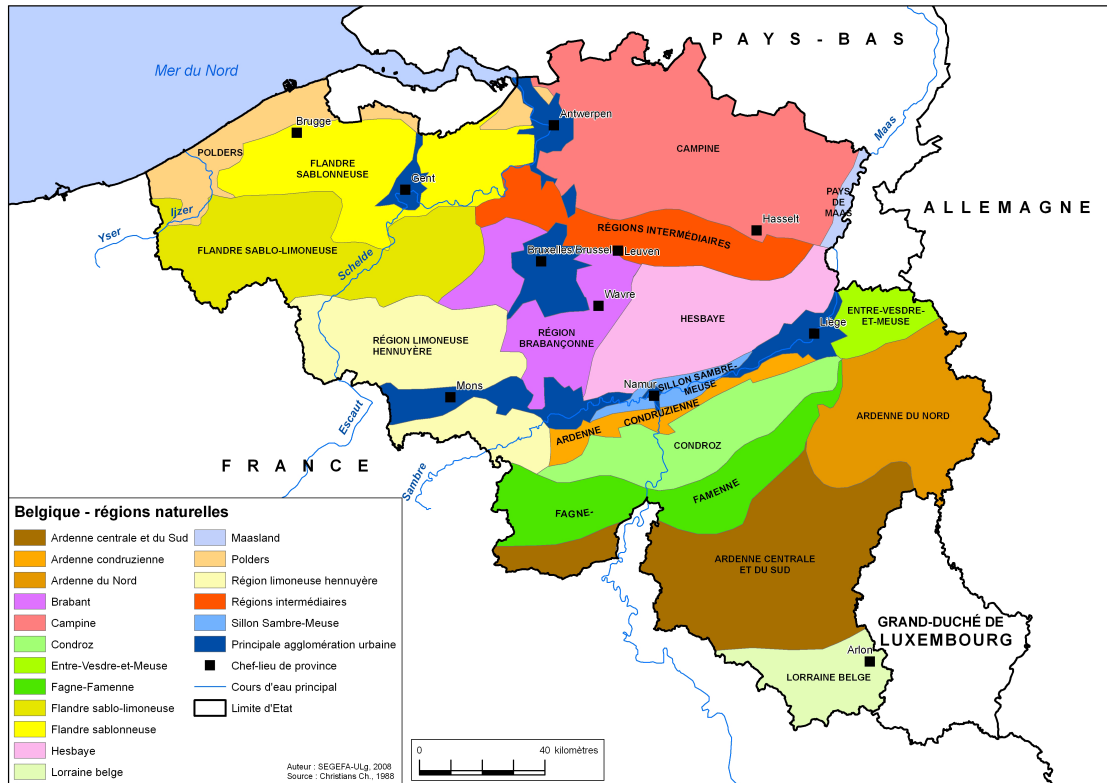 PAYS-BAS
Mer du Nord
Antwerpen
Brugge
Maas
CAMPINE
POLDERS
FLANDRE
SABLONNEUSE
Gent
PAYS
DE
MAAS
ALLEMAGNE
Ijzer
Hasselt
Yser
RÉGIONS INTERMÉDIAIRES
FLANDRE SABLO-LIMONEUSE
Schelde
Bruxelles/Brussel
Leuven
Wavre
ENTRE-VESDRE-
ET-MEUSE
HESBAYE
Liège
RÉGION LIMONEUSE
HENNUYÈRE
RÉGION
BRABANÇONNE
SILLON SAMBRE-
MEUSE
Mons
Namur
Escaut
ARDENNE CONDRUZIENNE
ARDENNE DU NORD
CONDROZ
FRANCE
Sambre
FAGNE-
FAMENNE
ARDENNE CENTRALE
ET DU SUD
GRAND-DUCHÉ DE
LUXEMBOURG
Arlon
LORRAINE BELGE
Belgique - régions naturelles
Ardenne centrale et du Sud
Ardenne condruzienne
Ardenne du Nord
Brabant
Campine
Condroz
Entre-Vesdre-et-Meuse
Fagne-Famenne
Flandre sablo-limoneuse
Flandre sablonneuse
Hesbaye
Lorraine belge
Maasland
Polders
Région limoneuse hennuyère
Régions intermédiaires
Sillon Sambre-Meuse
Principale agglomération urbaine
Chef-lieu de province
Cours d'eau principal
Limite d'Etat
Auteur : SEGEFA-ULg, 2008
Source : Christians Ch., 1988
0 40 kilomètres